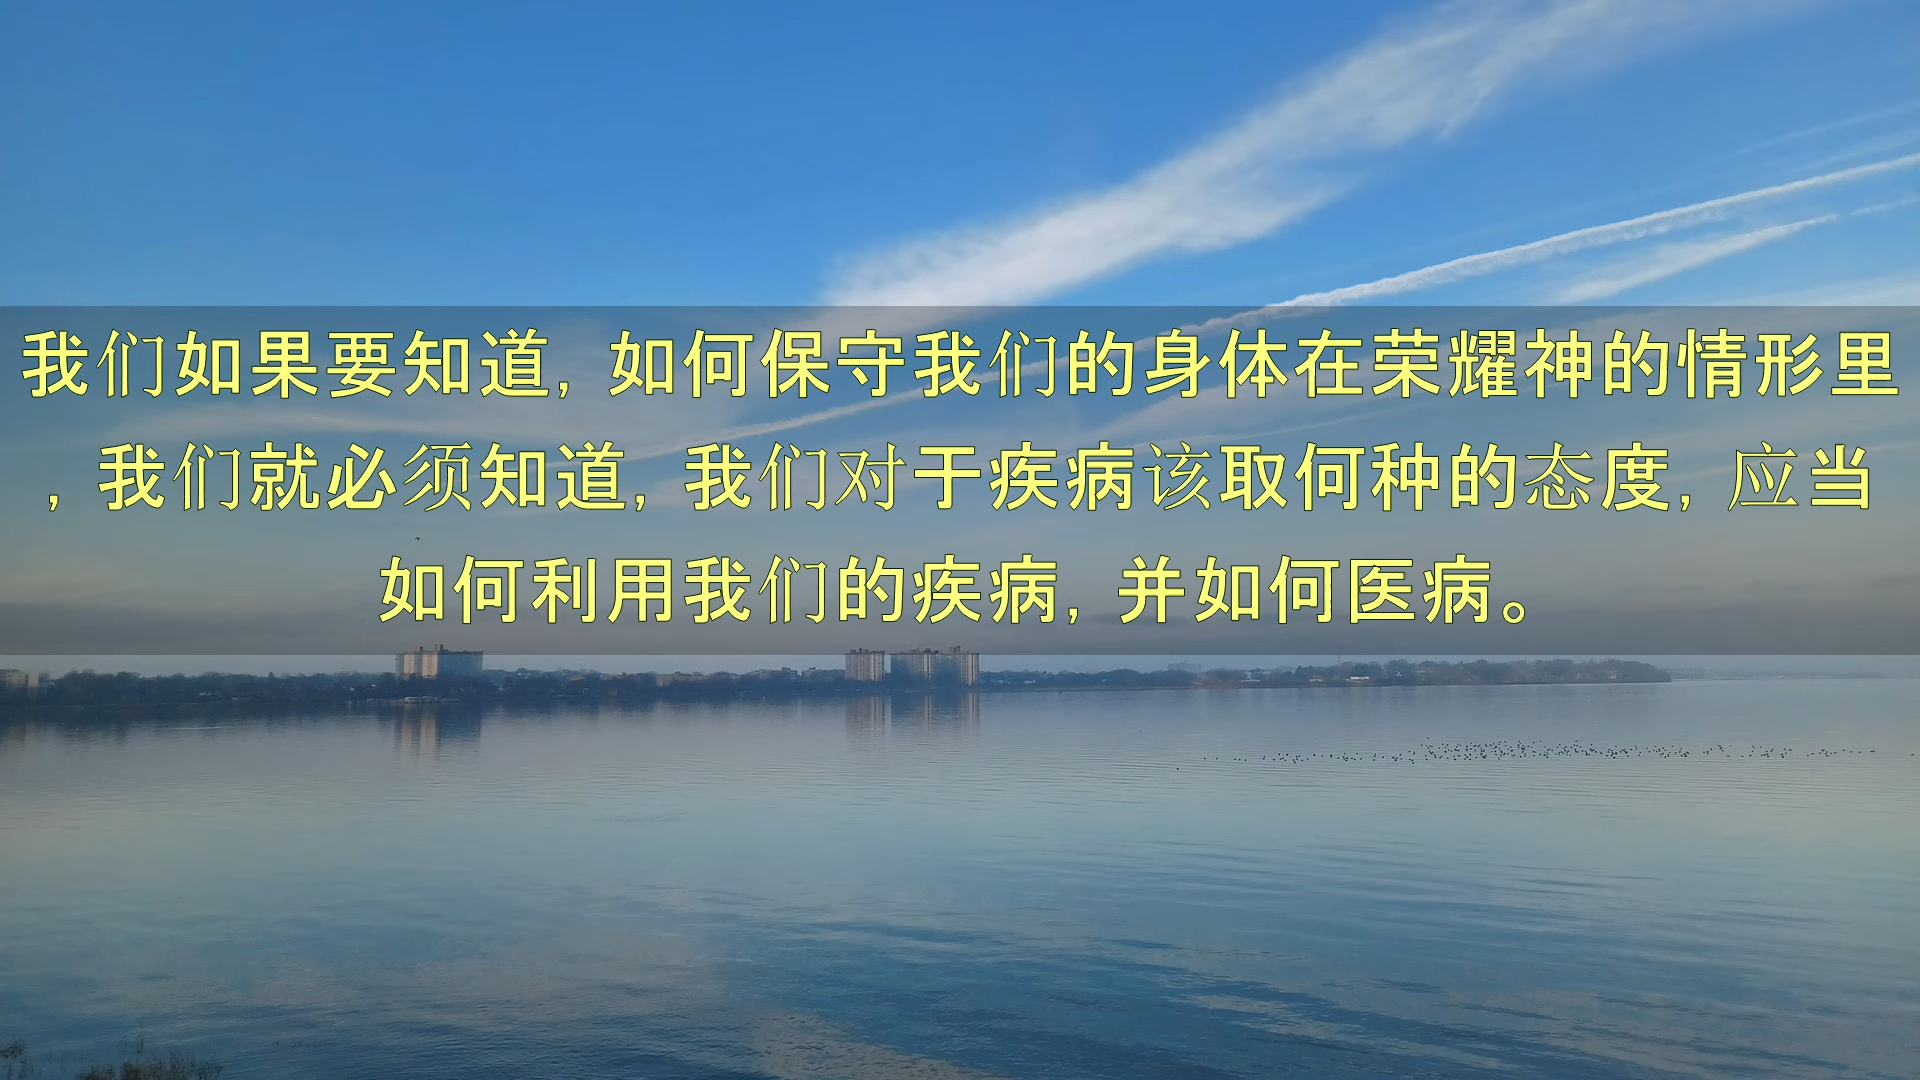 我们如果要知道, 如何保守我们的身体在荣耀神的情形里
, 我们就必须知道, 我们对于疾病该取何种的态度, 应当
如何利用我们的疾病, 并如何医病。